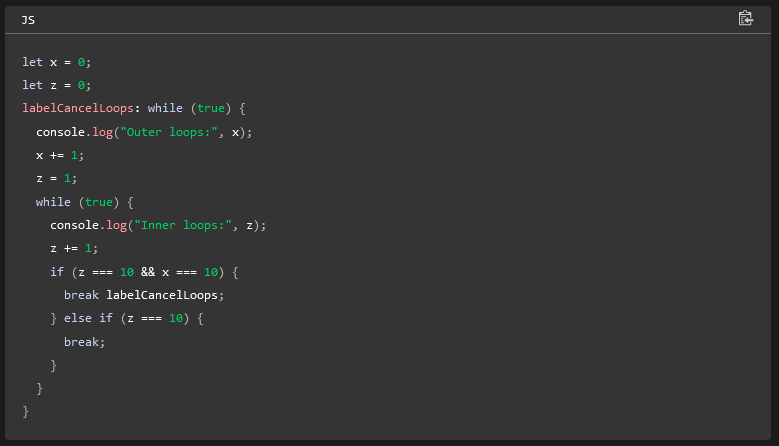 JS
let x = 0;
let z = 0;
labelCancelLoops: while (true) {
  console.log("Outer loops:", x);
  x += 1;
  z = 1;
  while (true) {
    console.log("Inner loops:", z);
    z += 1;
    if (z === 10 && x === 10) {
      break labelCancelLoops;
    } else if (z === 10) {
      break;
    }
  }
}